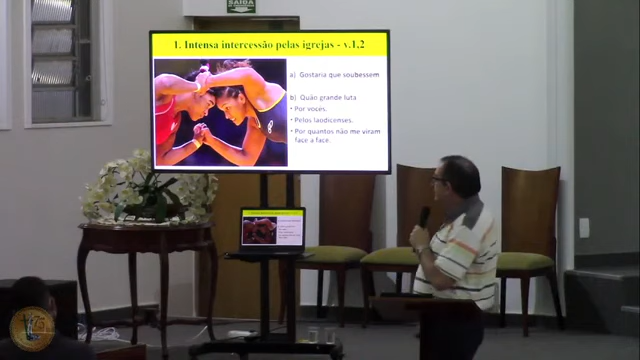 SAÍDA
1. Intensa intercessão pelas igrejas - v.1,2
a) Gostaria que soubessem
b) Quão grande luta
• Por vocês.
• Pelos laodicenses.
• Por quantos não me viram
face a face.